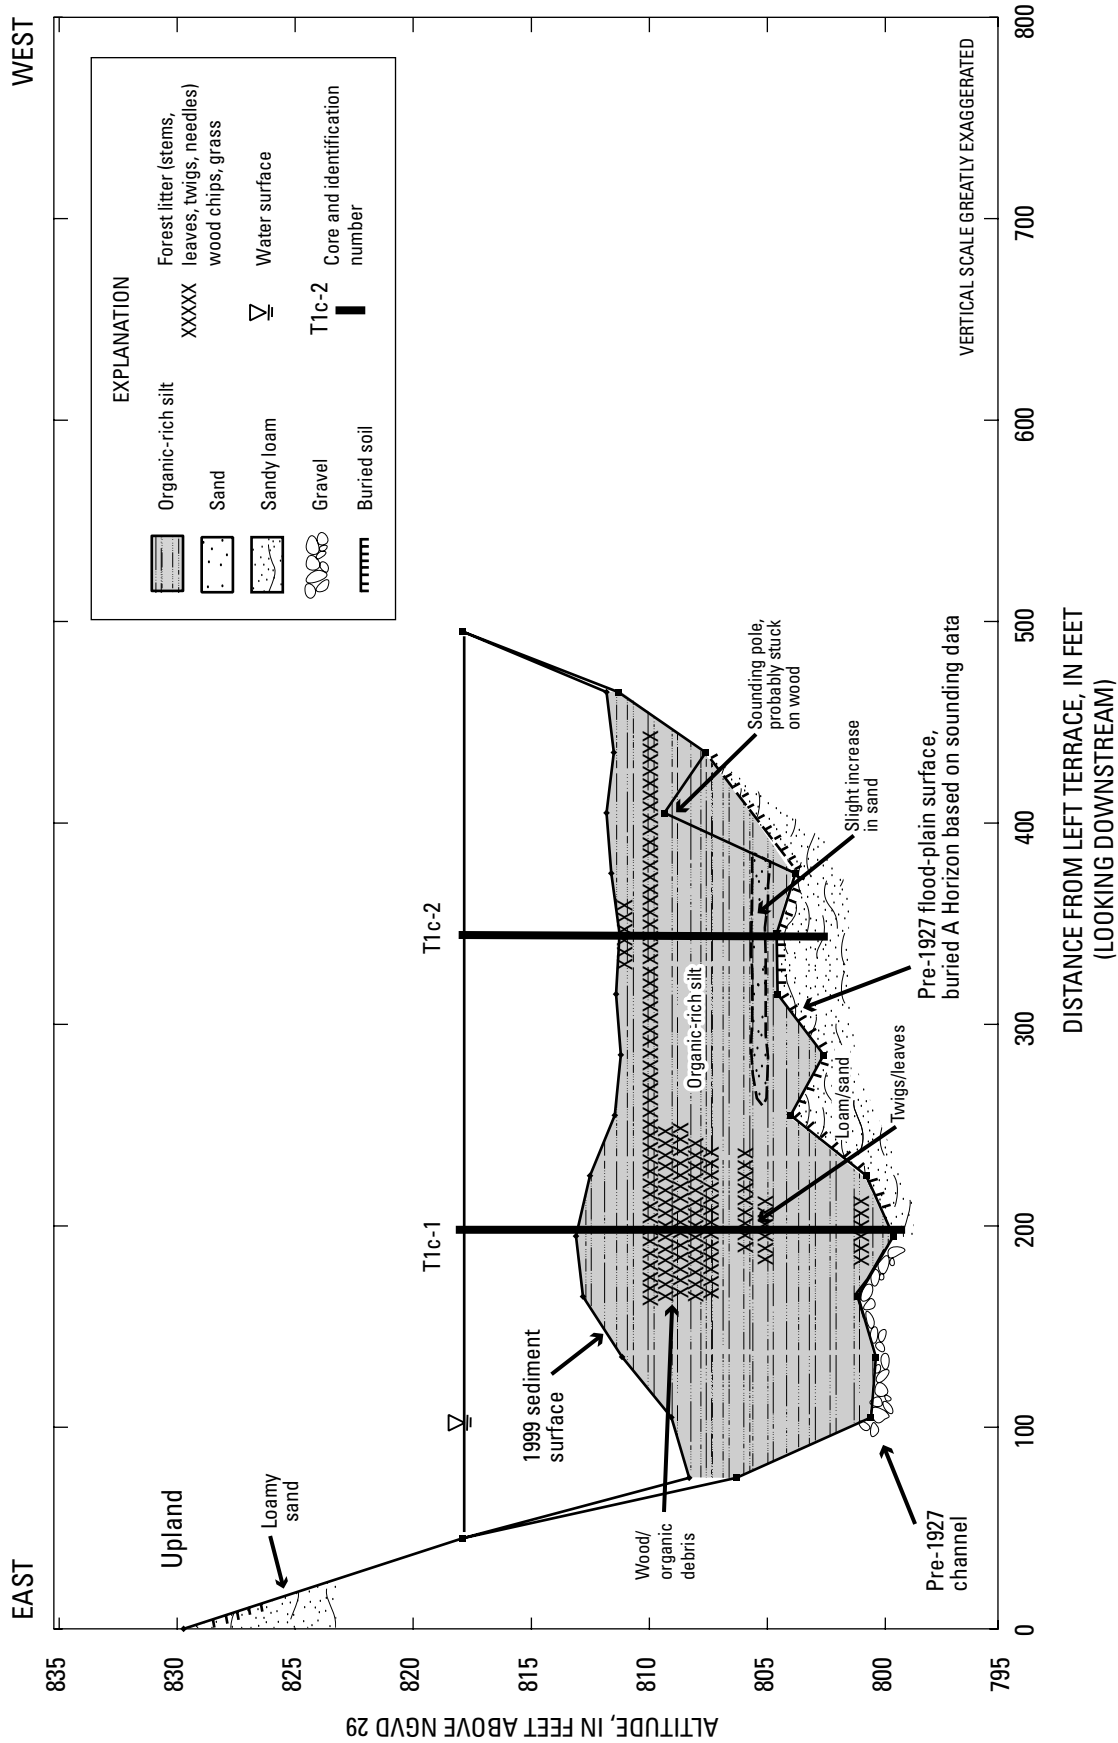 EAST
WEST
EXPLANATION
Organic-rich silt
Sand
Sandy loam
Gravel
Buried soil
XXXXX
Forest litter (stems,
leaves, twigs, needles)
wood chips, grass
Water surface
T1c-2
Core and identification
number
Upland
Loamy
sand
1999 sediment
surface
T1c-1
T1c-2
Wood/
organic
debris
Organic-rich silt
Sounding pole,
probably stuck
on wood
Slight increase
in sand
Loam/sand
Twigs/leaves
Pre-1927
channel
Pre-1927 flood-plain surface,
buried A Horizon based on sounding data
VERTICAL SCALE GREATLY EXAGGERATED
835
830
825
820
815
810
805
800
795
ALTITUDE, IN FEET ABOVE NGVD 29
0
100
200
300
400
500
600
700
800
DISTANCE FROM LEFT TERRACE, IN FEET
(LOOKING DOWNSTREAM)